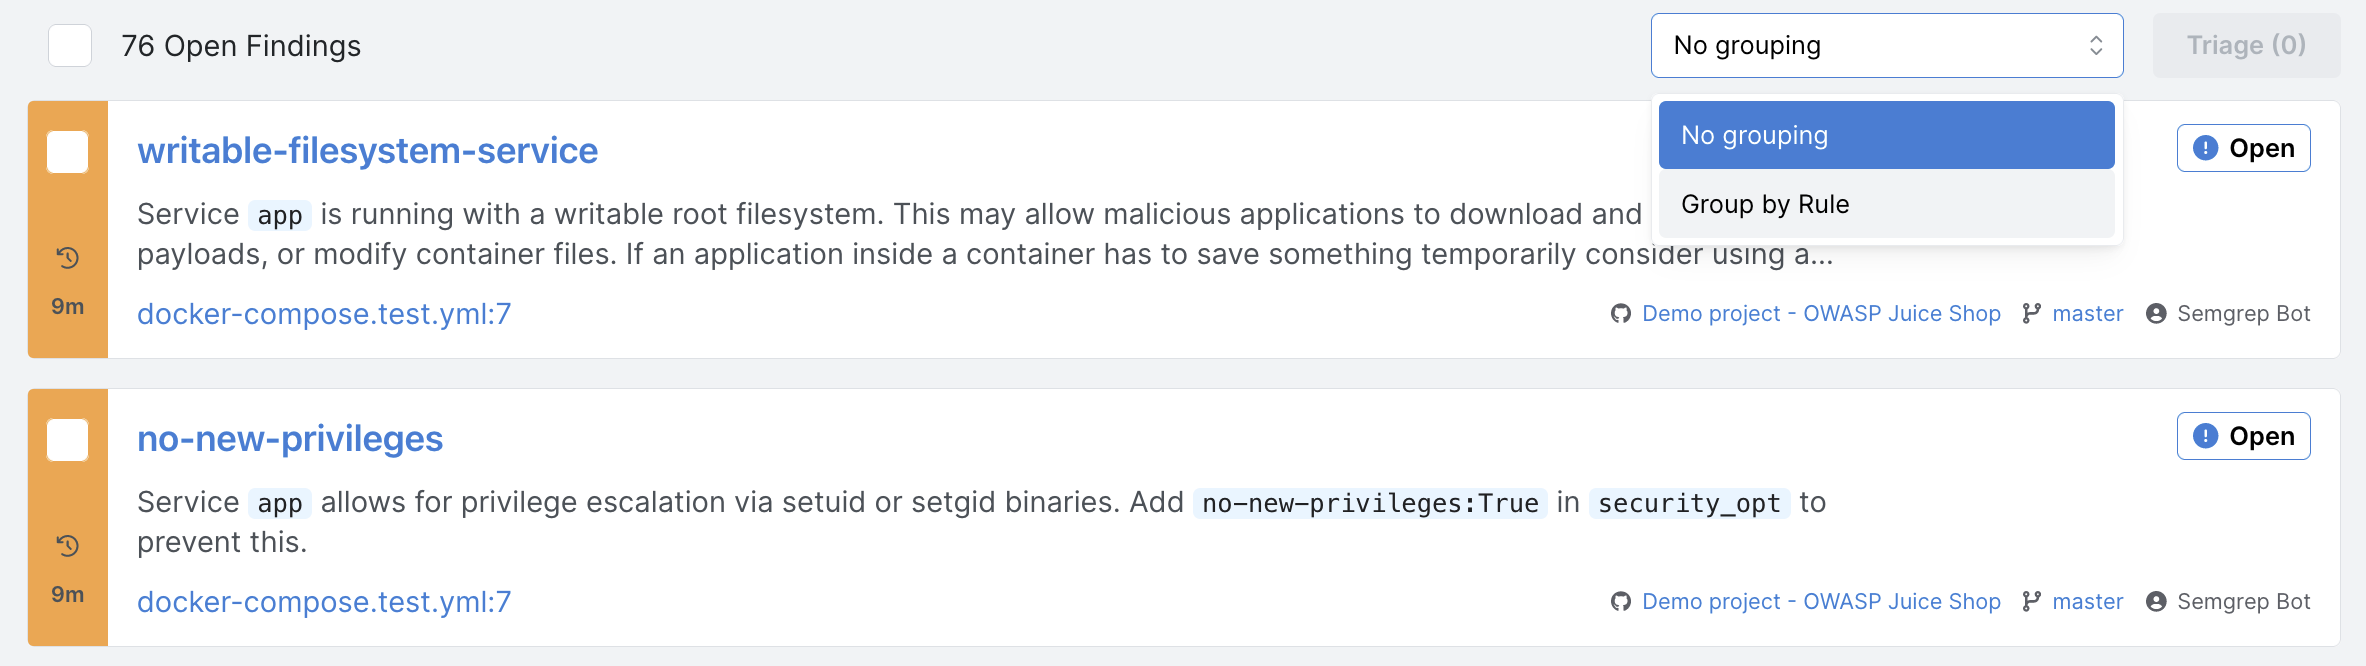 76 Open Findings
No grouping
Triage (0)
No grouping
Group by Rule
writable-filesystem-service
Open
Service app is running with a writable root filesystem. This may allow malicious applications to download and
payloads, or modify container files. If an application inside a container has to save something temporarily consider using a...
9m
docker-compose.test.yml:7
Demo project - OWASP Juice Shop master Semgrep Bot
no-new-privileges
Open
Service app allows for privilege escalation via setuid or setgid binaries. Add no-new-privileges:True in security_opt to
prevent this.
9m
docker-compose.test.yml:7
Demo project - OWASP Juice Shop master Semgrep Bot